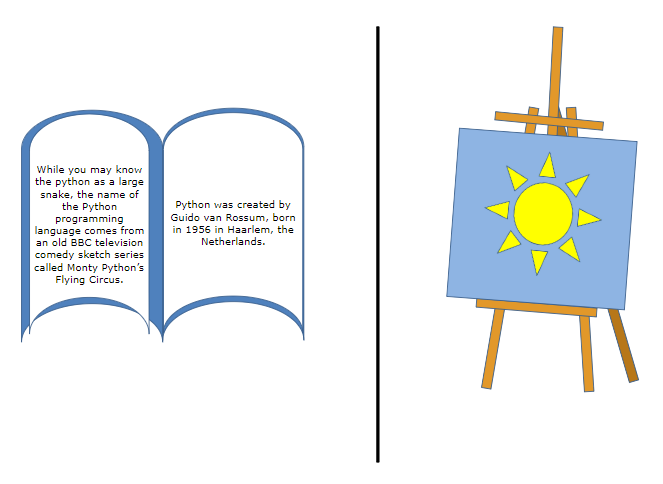 While you may know
the python as a large
snake, the name of
the Python
programming
language comes from
an old BBC television
comedy sketch series
called Monty Python’s
Flying Circus.
Python was created by
Guido van Rossum, born
in 1956 in Haarlem, the
Netherlands.